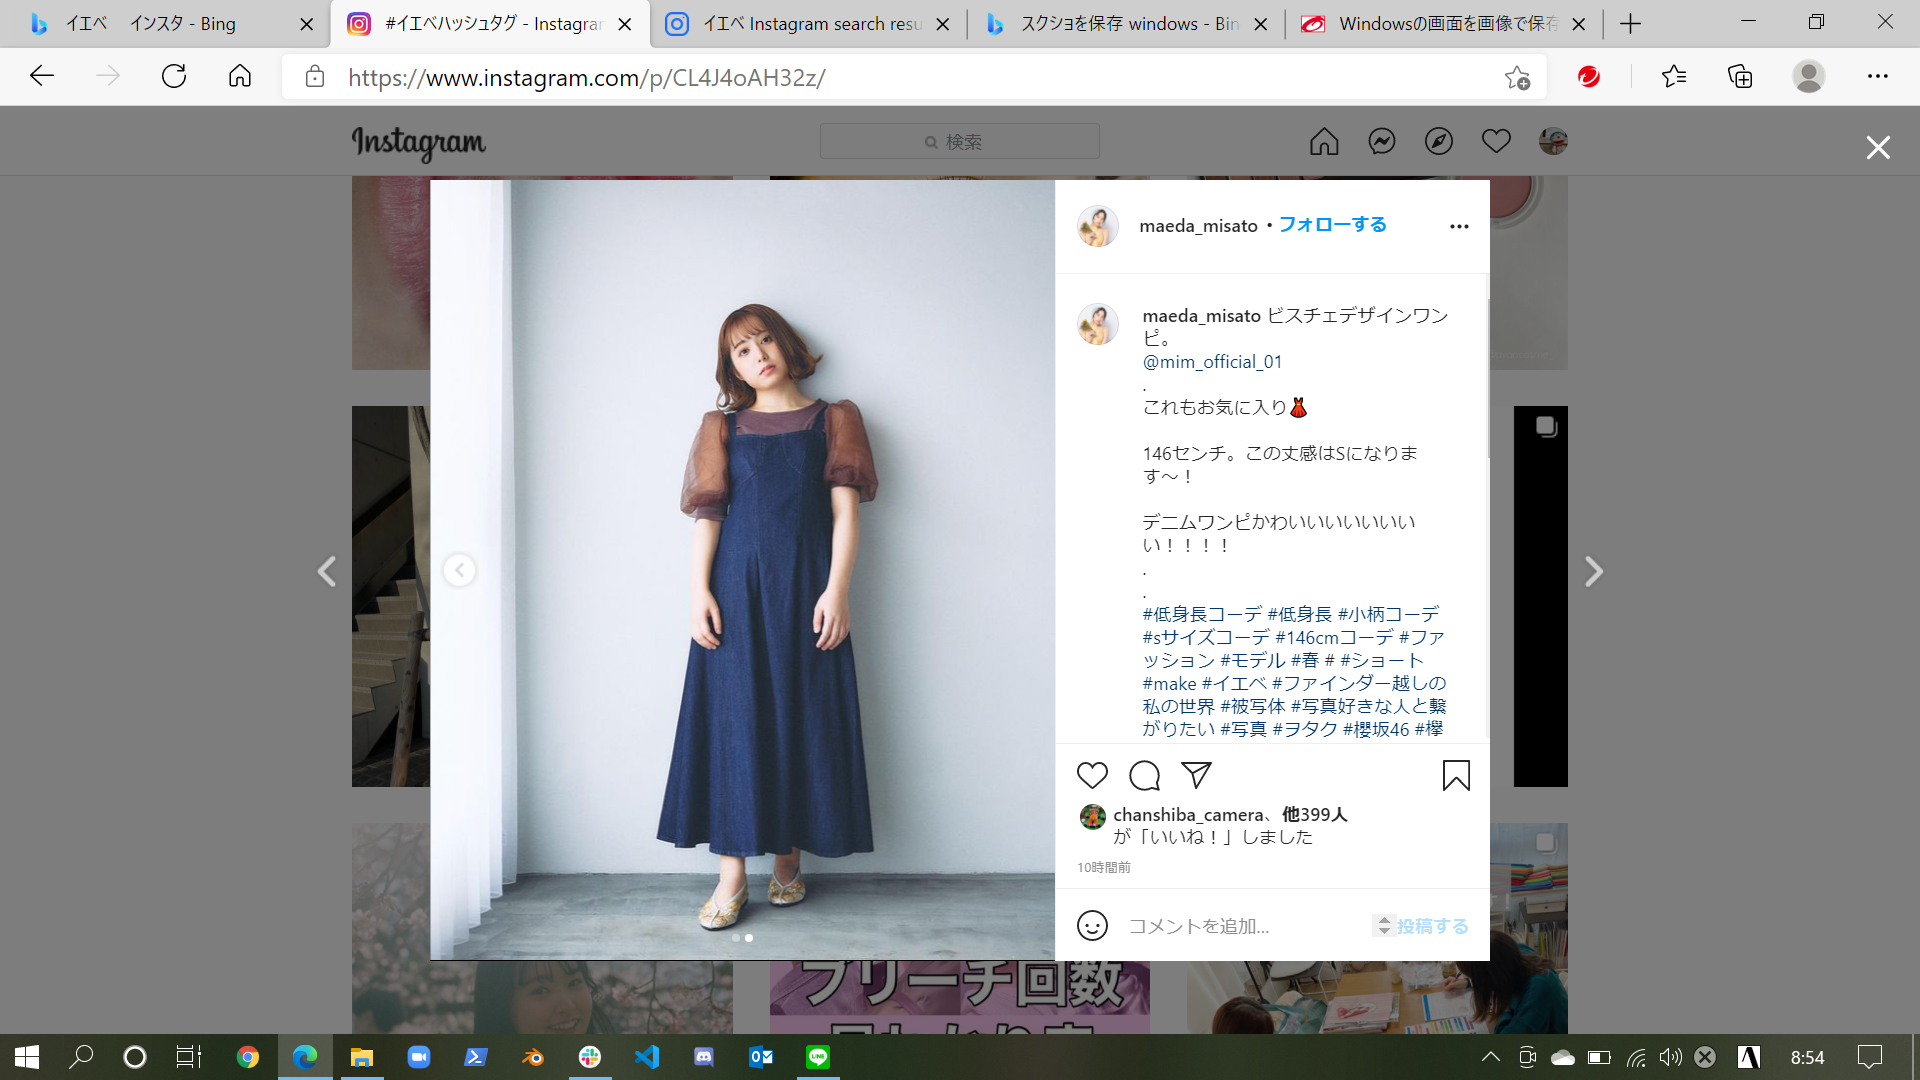 イエベ　インスタ - Bing
#イエベハッシュタグ - Instagram
イエベ Instagram search resu
スクショを保存 windows - Bin
Windowsの画面を画像で保存
https://www.instagram.com/p/CL4J4oAH32z/
Instagram
検索
maeda_misato • フォローする
maeda_misato ビスチェデザインワン
ピ。
@mim_official_01
.
これもお気に入り👗
146センチ。この丈感はSになりま
す〜！
デニムワンピかわいいいいいいい
い！！！！
.
.
#低身長コーデ #低身長 #小柄コーデ
#sサイズコーデ #146cmコーデ #ファ
ッション #モデル #春 # #ショート
#make #イエベ #ファインダー越しの
私の世界 #被写体 #写真好きな人と繋
がりたい #写真 #ヲタク #櫻坂46 #欅
chanshiba_camera、他399人
が「いいね！」しました
10時間前
コメントを追加...
投稿する
ブリーチ回数
8:54